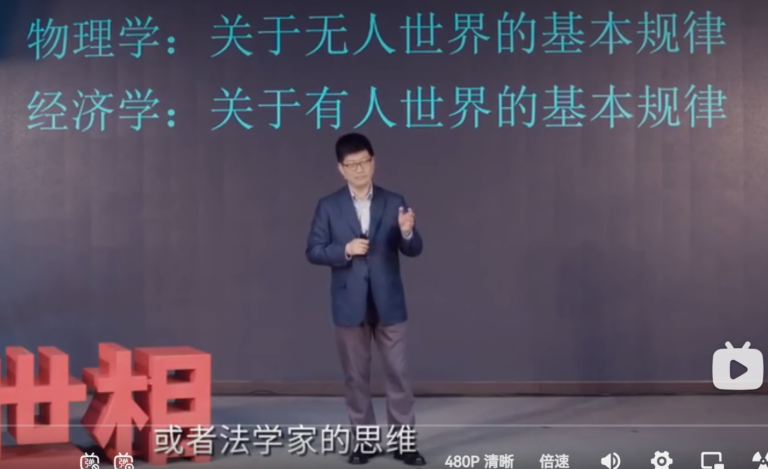 物理学：关于无人世界的基本规律
经济学：关于有人世界的基本规律
世相
或者法学家的思维
弹 弹 480P 清晰 倍速